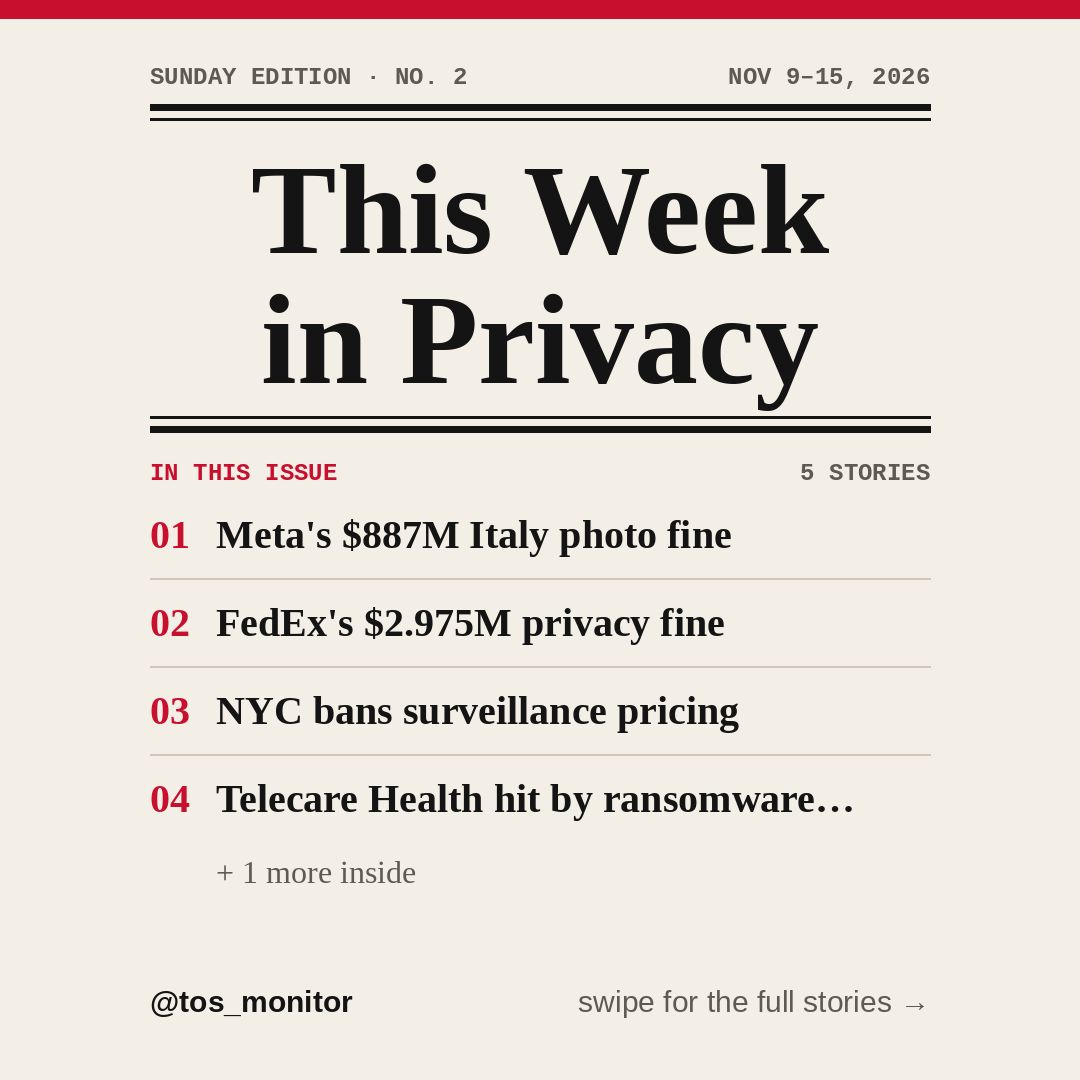 SUNDAY EDITION · NO. 2
NOV 9–15, 2026
This Week
in Privacy
IN THIS ISSUE
5 STORIES
01 Meta's $887M Italy photo fine
02 FedEx's $2.975M privacy fine
03 NYC bans surveillance pricing
04 Telecare Health hit by ransomware…
+ 1 more inside
@tos_monitor
swipe for the full stories →